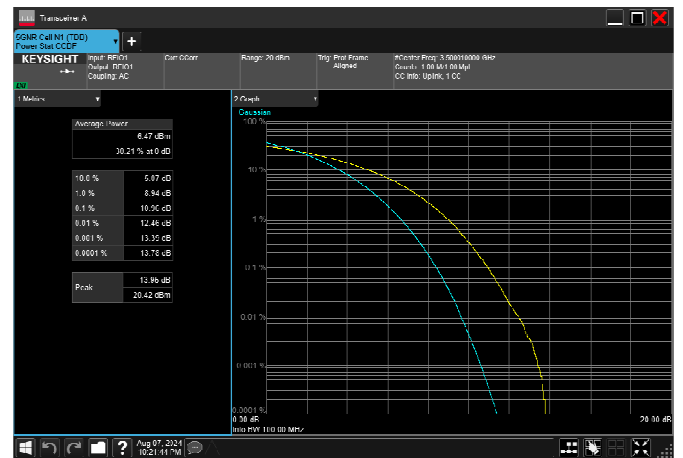 Transceiver A
5GNR Cell N1 (TDD)
Power Stat CCDF
+
KEYSIGHT
Input: RFIO1
Output: RFIO1
Coupling: AC
Corr CCorr
Range: 20 dBm
Trig: Prot Frame
Aligned
#Center Freq: 3.500010000 GHz
Counts: 1.00 M/1.00 Mpt
CC Info: Uplink, 1 CC
1 Metrics
2 Graph
Average Power
6.47 dBm
30.21 % at 0 dB
10.0 % 5.07 dB
1.0 % 8.94 dB
0.1 % 10.96 dB
0.01 % 12.46 dB
0.001 % 13.39 dB
0.0001 % 13.78 dB
Peak
13.95 dB
20.42 dBm
Gaussian
100 %
10 %
1 %
0.1 %
0.01 %
0.001 %
0.0001 %
0.00 dB
20.00 dB
Info BW 100.00 MHz
?
Aug 07, 2024
10:21:44 PM